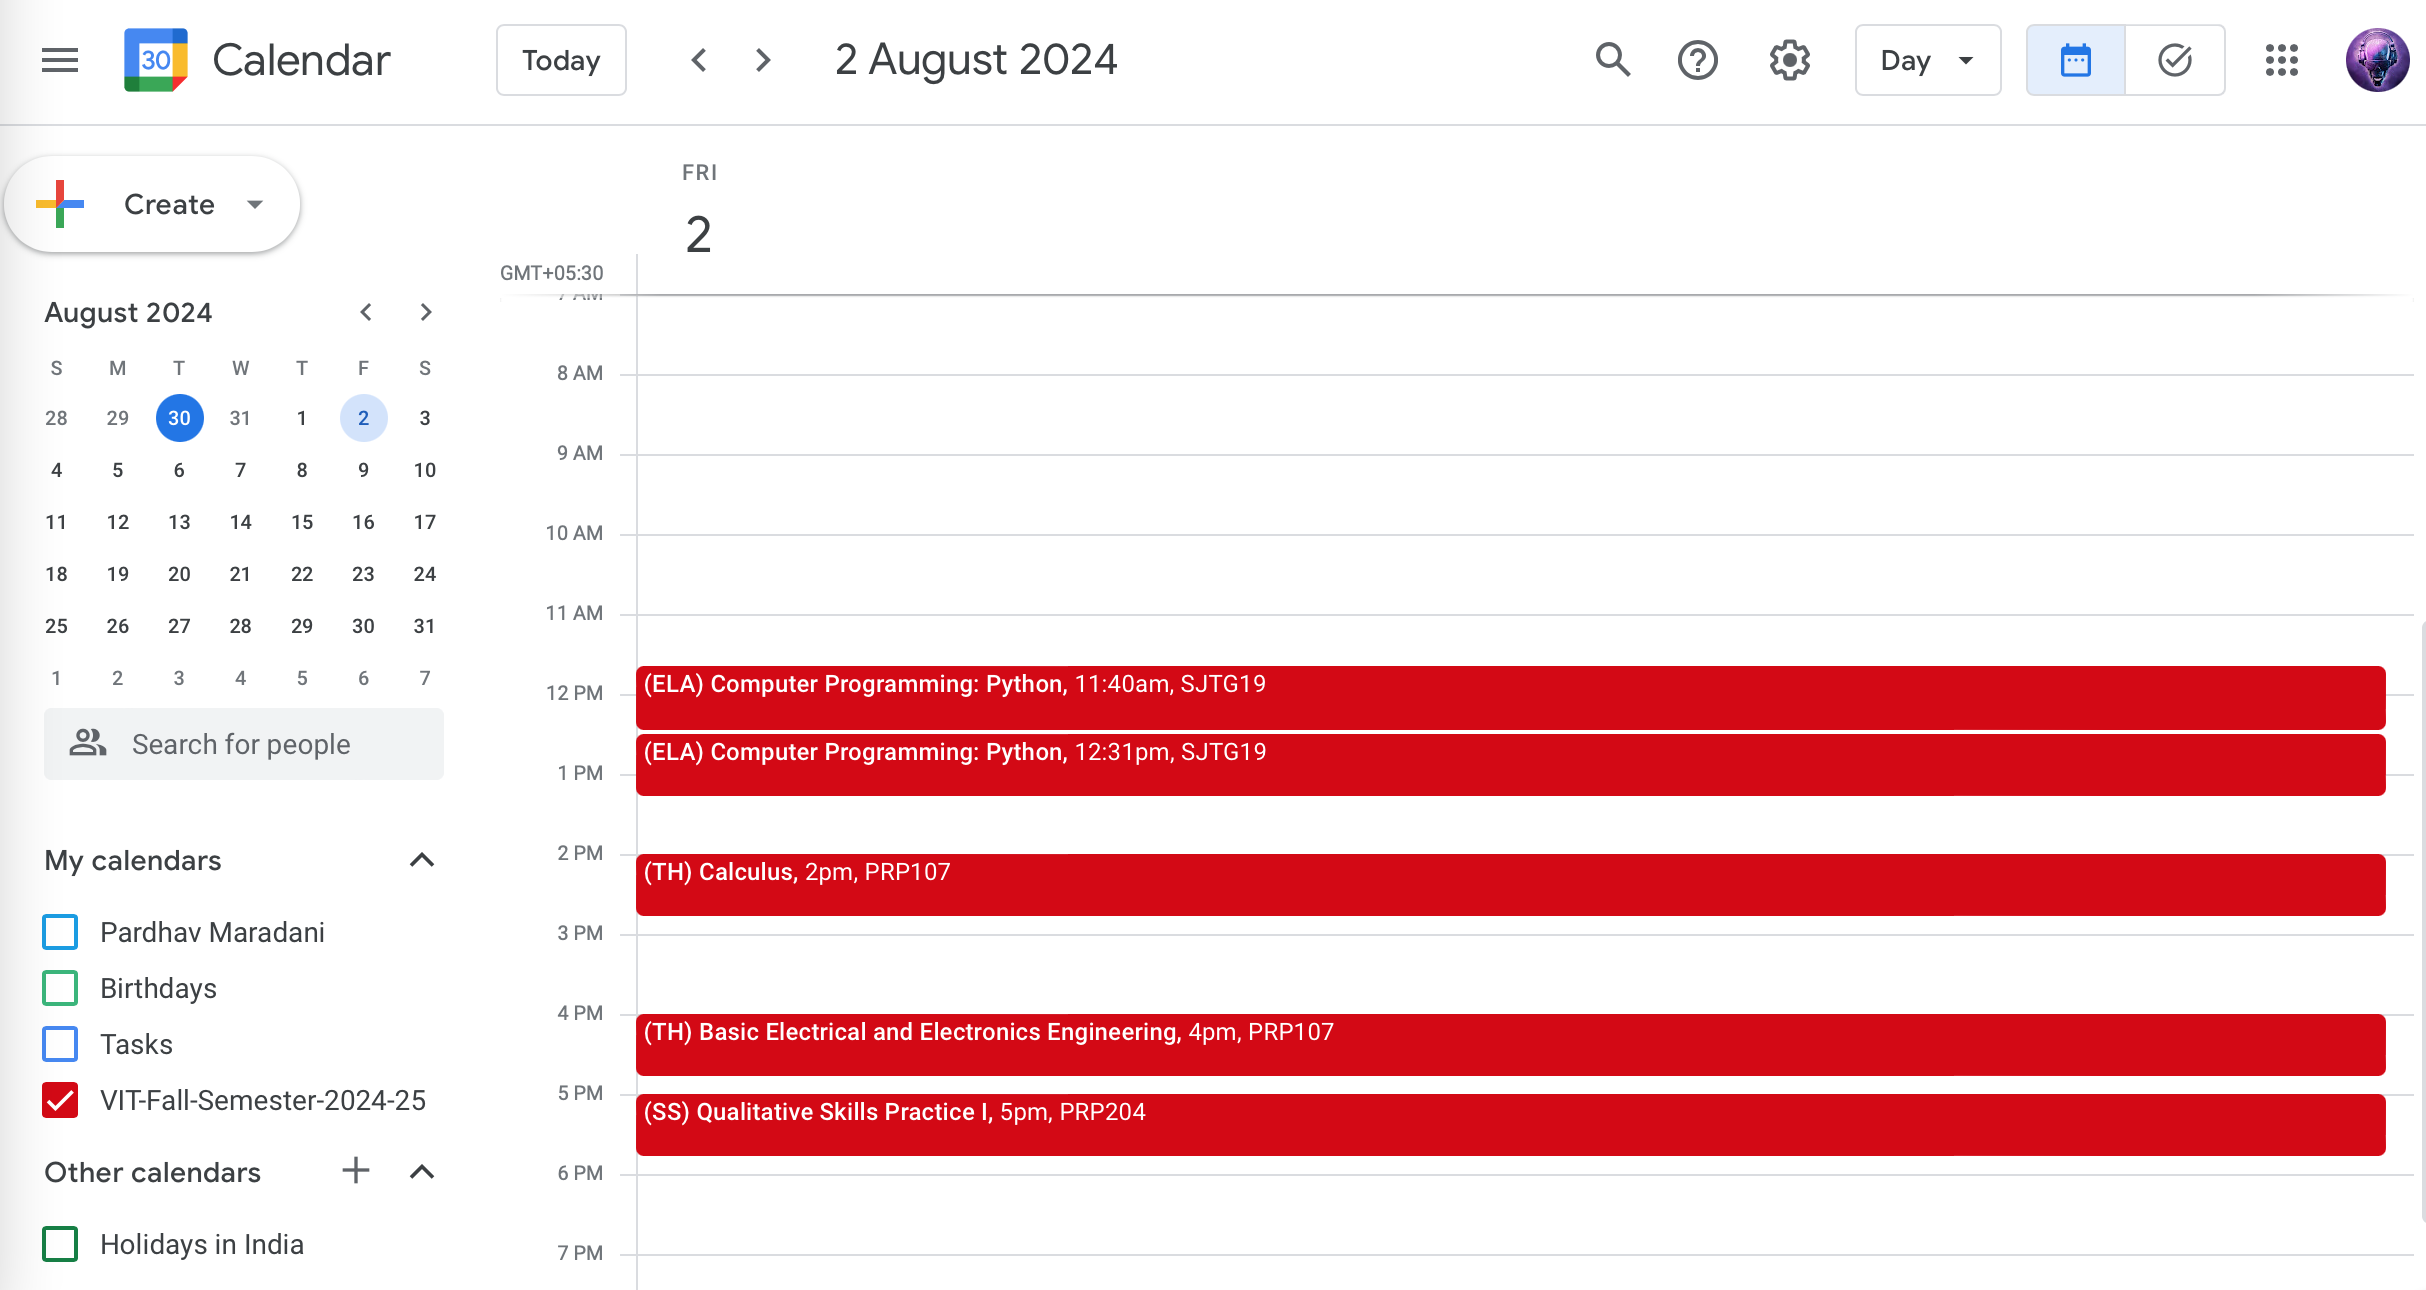 30 Calendar Today 2 August 2024 Day
Create
FRI
2
GMT+05:30
August 2024
S M T W T F S
28 29 30 31 1 2 3
4 5 6 7 8 9 10
11 12 13 14 15 16 17
18 19 20 21 22 23 24
25 26 27 28 29 30 31
1 2 3 4 5 6 7
Search for people
My calendars
Pardhav Maradani
Birthdays
Tasks
VIT-Fall-Semester-2024-25
Other calendars
Holidays in India
7 AM
8 AM
9 AM
10 AM
11 AM
(ELA) Computer Programming: Python, 11:40am, SJTG19
12 PM
(ELA) Computer Programming: Python, 12:31pm, SJTG19
1 PM
2 PM
(TH) Calculus, 2pm, PRP107
3 PM
4 PM
(TH) Basic Electrical and Electronics Engineering, 4pm, PRP107
5 PM
(SS) Qualitative Skills Practice I, 5pm, PRP204
6 PM
7 PM